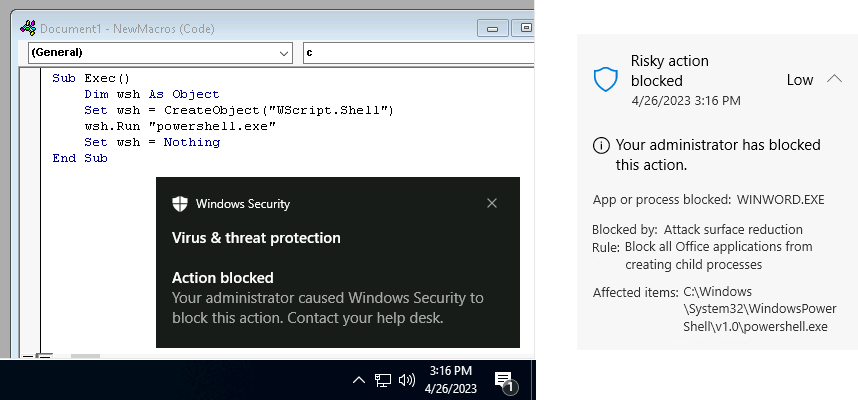 Document1 - NewMacros (Code)
(General)
c
Sub Exec()
Dim wsh As Object
Set wsh = CreateObject("WScript.Shell")
wsh.Run "powershell.exe"
Set wsh = Nothing
End Sub
Windows Security
Virus & threat protection
Action blocked
Your administrator caused Windows Security to
block this action. Contact your help desk.
3:16 PM
4/26/2023
1
Risky action
blocked
Low
4/26/2023 3:16 PM
Your administrator has blocked
this action.
App or process blocked: WINWORD.EXE
Blocked by: Attack surface reduction
Rule: Block all Office applications from
creating child processes
Affected items: C:\Windows
\System32\WindowsPower
Shell\v1.0\powershell.exe